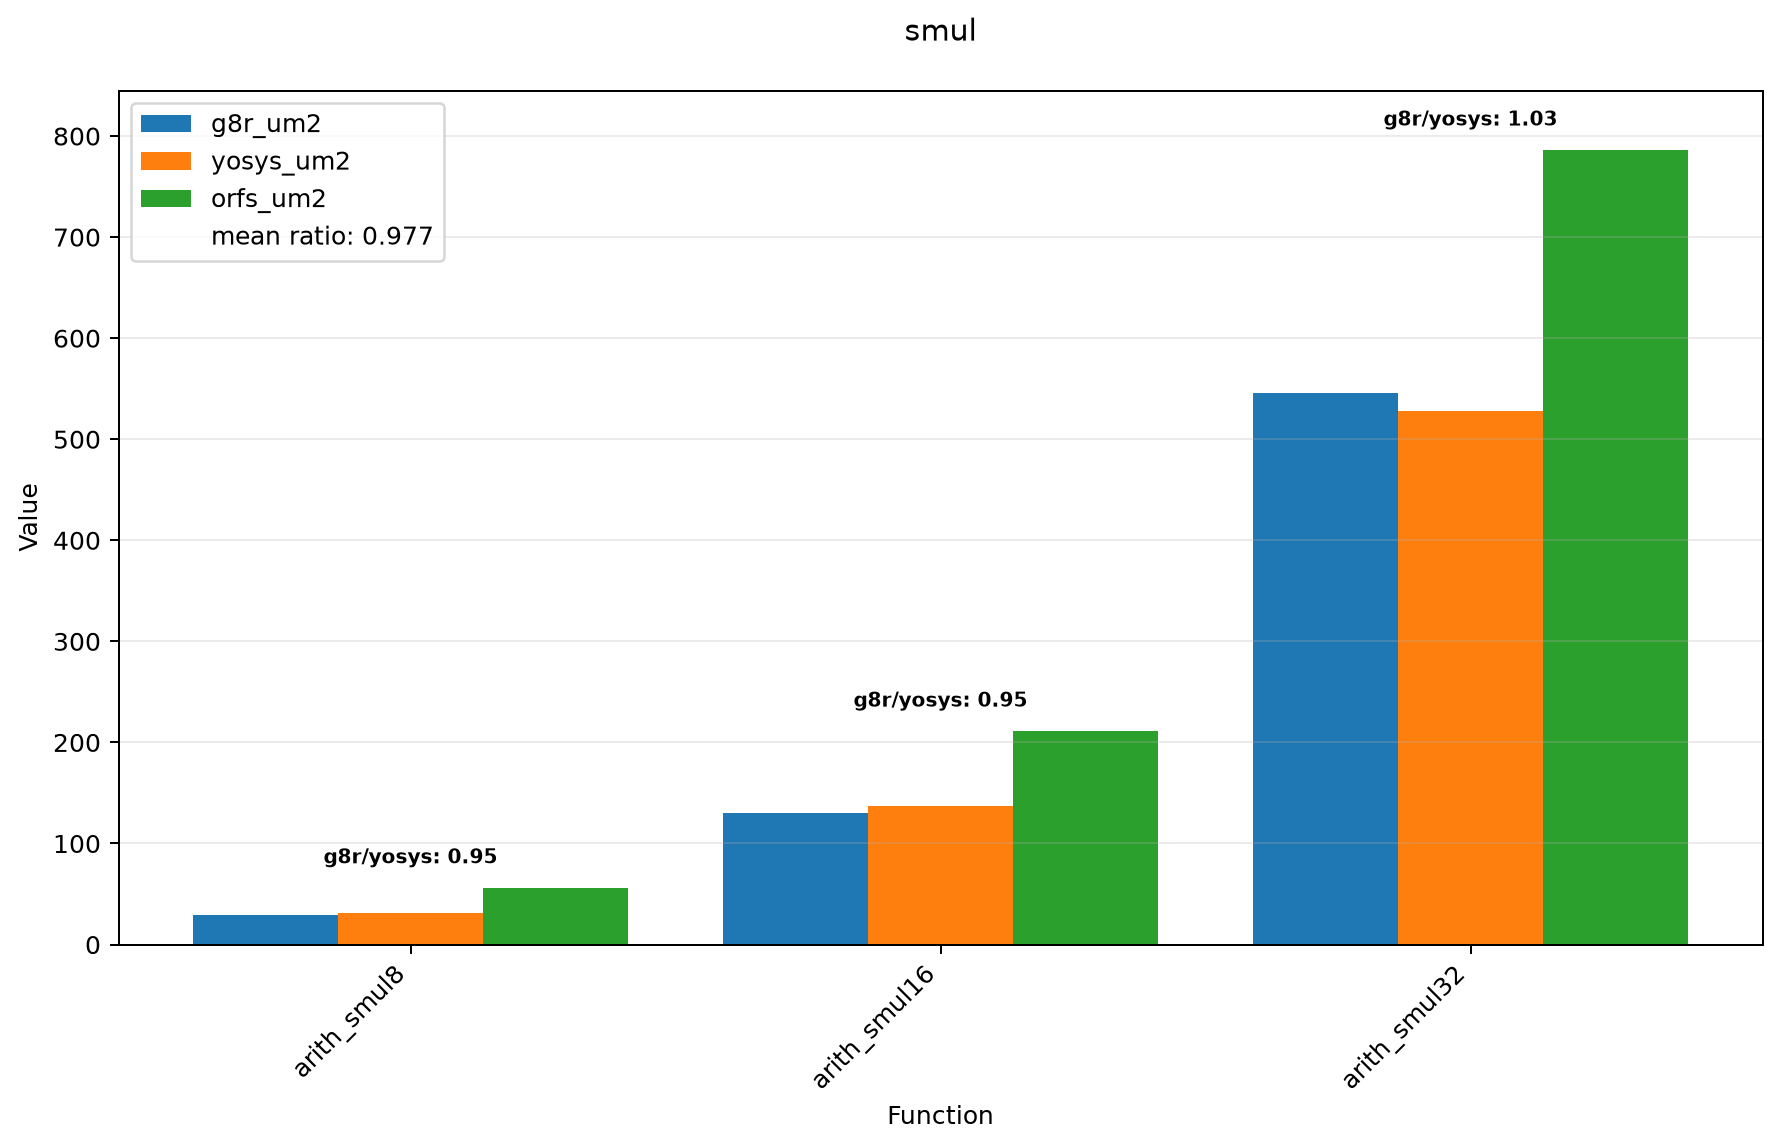 smul
g8r_um2
yosys_um2
orfs_um2
mean ratio: 0.977
g8r/yosys: 1.03
g8r/yosys: 0.95
g8r/yosys: 0.95
Value
800
700
600
500
400
300
200
100
0
arith_smul8
arith_smul16
arith_smul32
Function